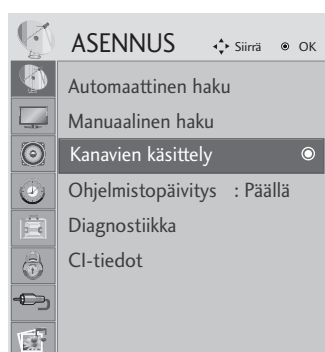 ASENNUS Siirrä OK
Automaattinen haku
Manuaalinen haku
Kanavien käsittely
Ohjelmistopäivitys : Päällä
Diagnostiikka
CI-tiedot